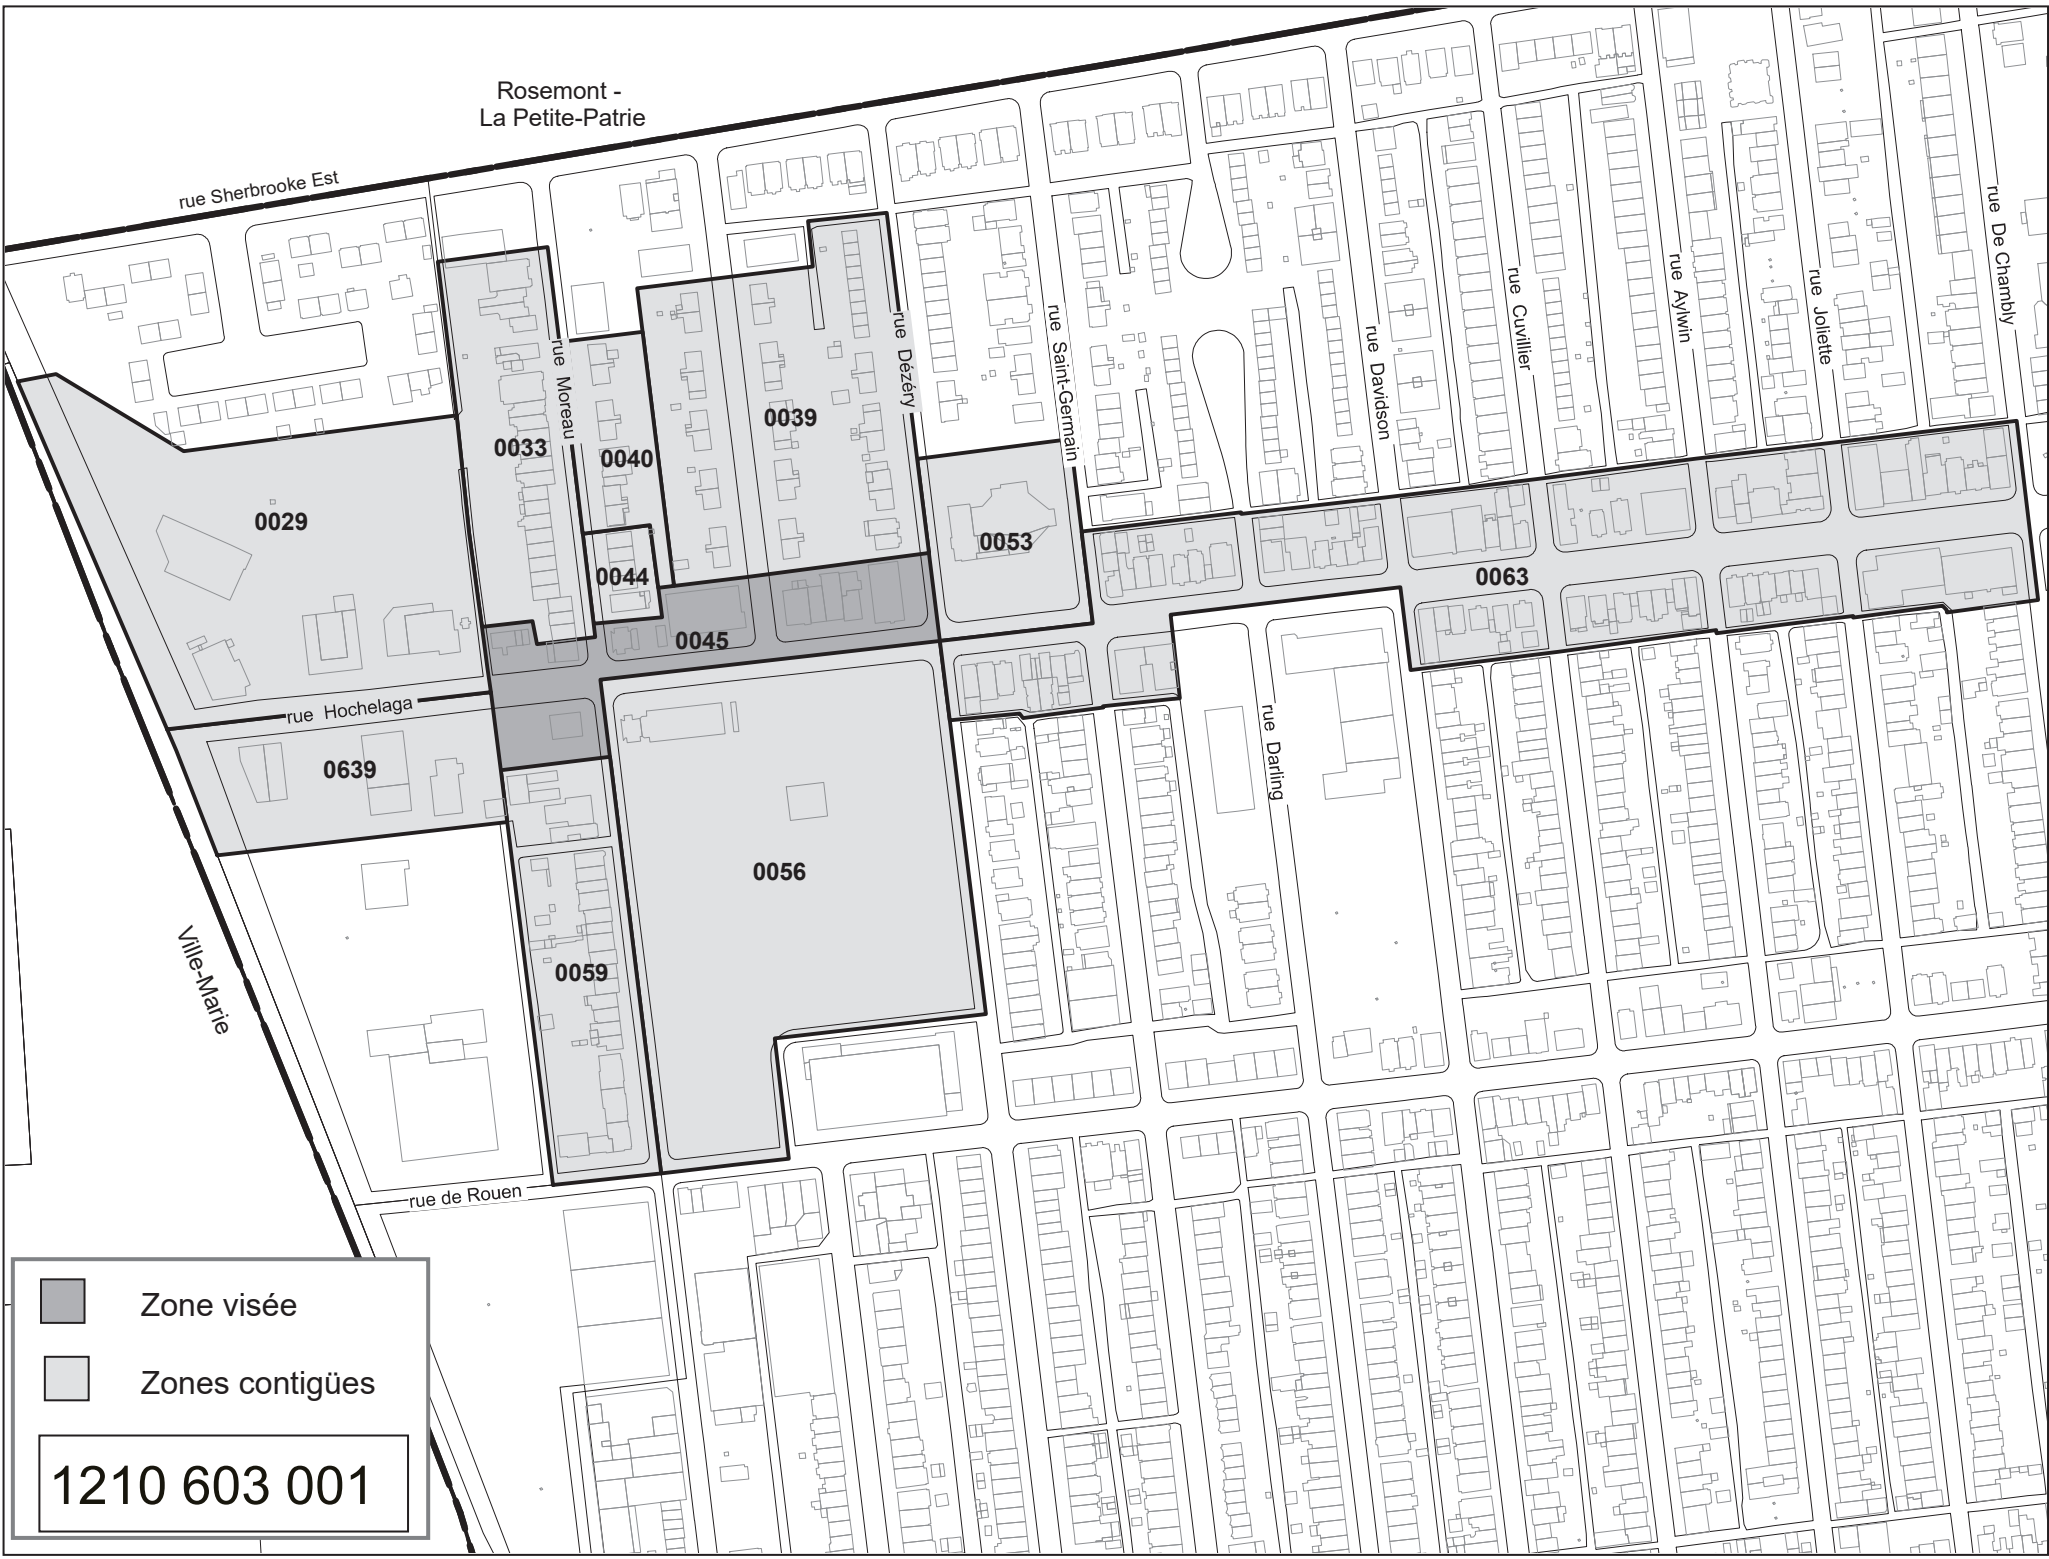 Rosemont -
La Petite-Patrie
rue Sherbrooke Est
rue De Chambly
rue Aylwin
rue Cuvillier
rue Joliette
rue Saint-Germain
rue Dézéry
rue Davidson
rue Moreau
0033
0039
0040
0029
0053
0044
0063
0045
rue Hochelaga
rue Darling
0639
0056
0059
Ville-Marie
rue de Rouen
Zone visée
Zones contigües
1210 603 001